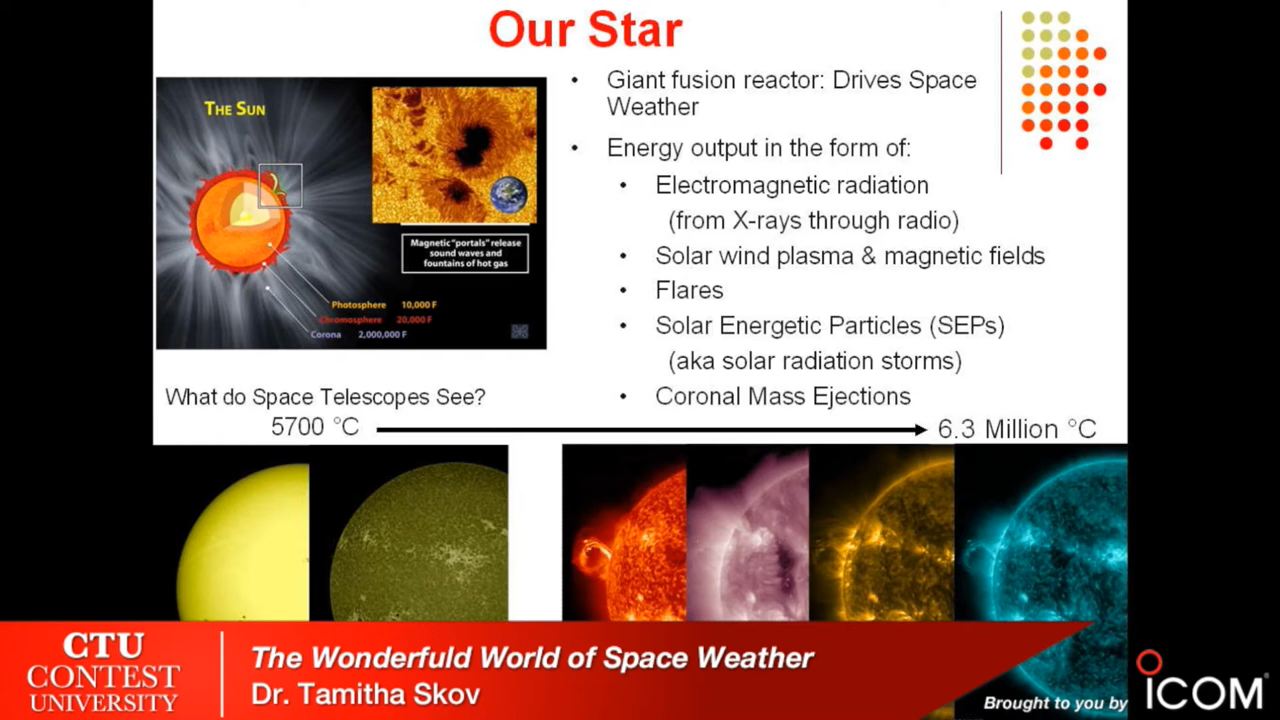 Our Star
THE SUN
Magnetic "portals" release
sound waves and
fountains of hot gas
Photosphere 10,000 F
Chromosphere 20,000 F
Corona 2,000,000 F
• Giant fusion reactor: Drives Space
Weather
• Energy output in the form of:
• Electromagnetic radiation
(from X-rays through radio)
• Solar wind plasma & magnetic fields
• Flares
• Solar Energetic Particles (SEPs)
(aka solar radiation storms)
• Coronal Mass Ejections
What do Space Telescopes See?
5700 °C
6.3 Million °C
CTU
CONTEST
UNIVERSITY
The Wonderfuld World of Space Weather
Dr. Tamitha Skov
Brought to you by
ICOM®